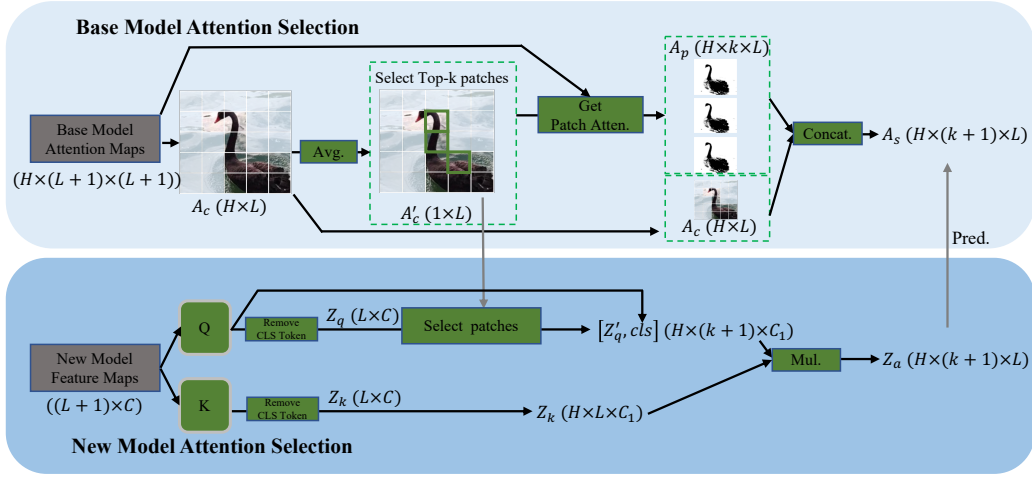 Base Model Attention Selection
Base Model
Attention Maps
(H×(L + 1)×(L + 1))
A_c (H×L)
Avg.
Select Top-k patches
A'_c (1×L)
Get
Patch Atten.
A_p (H×k×L)
A_c (H×L)
Concat.
A_s (H×(k + 1)×L)
Pred.
New Model
Feature Maps
((L + 1)×C)
Q
Remove
CLS Token
Z_q (L×C)
Select patches
[Z'_q, cls] (H×(k + 1)×C_1)
K
Remove
CLS Token
Z_k (L×C)
Z_k (H×L×C_1)
Mul.
Z_a (H×(k + 1)×L)
New Model Attention Selection